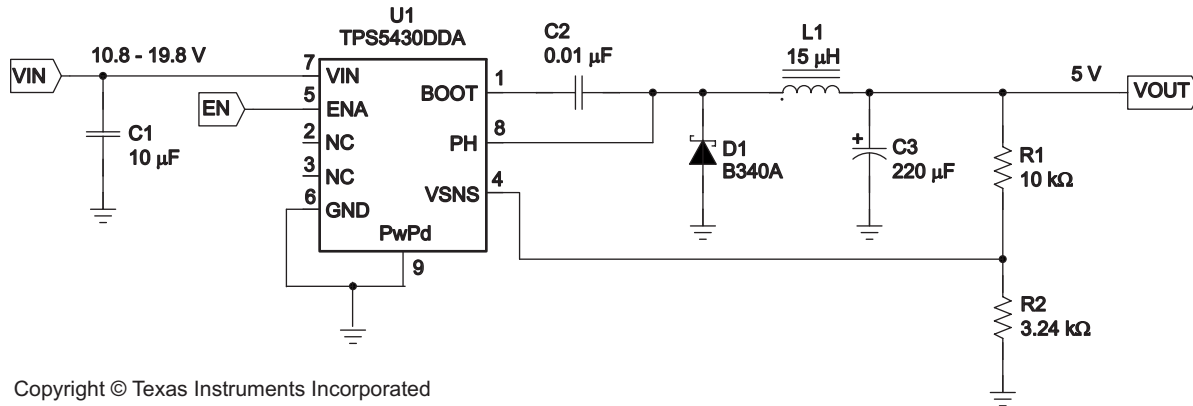 U1
TPS5430DDA
C2
0.01 μF
L1
15 μH
10.8 - 19.8 V
5 V
VIN
7
VIN
BOOT
1
VOUT
EN
5
ENA
C1
10 μF
2
NC
PH
8
3
NC
VSNS
4
6
GND
PwPd
9
D1
B340A
+
C3
220 μF
R1
10 kΩ
R2
3.24 kΩ
Copyright © Texas Instruments Incorporated